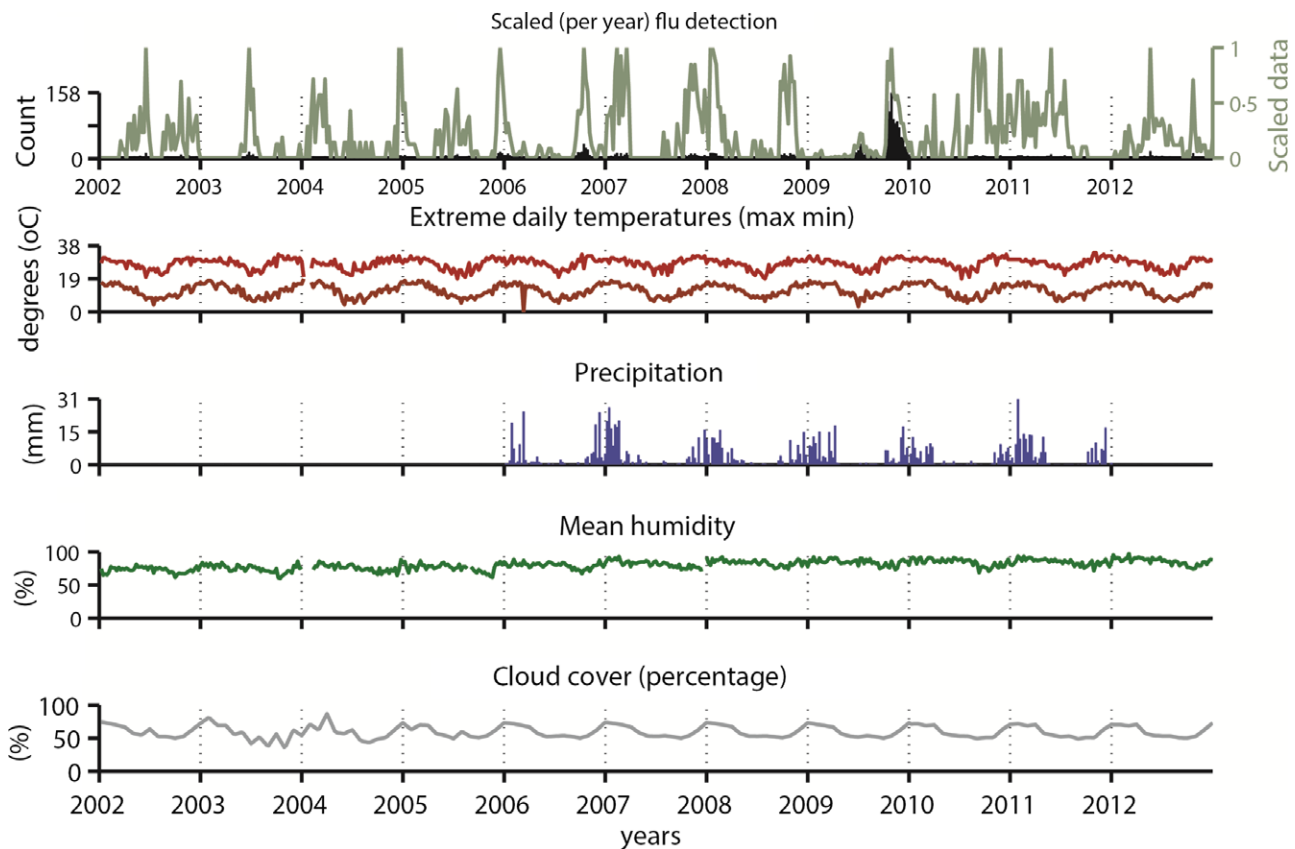 Scaled (per year) flu detection
Count
158
0
1
0·5
0
Scaled data
2002 2003 2004 2005 2006 2007 2008 2009 2010 2011 2012
Extreme daily temperatures (max min)
degrees (oC)
38
19
0
Precipitation
(mm)
31
15
0
Mean humidity
(%)
100
50
0
Cloud cover (percentage)
(%)
100
50
0
2002 2003 2004 2005 2006 2007 2008 2009 2010 2011 2012
years